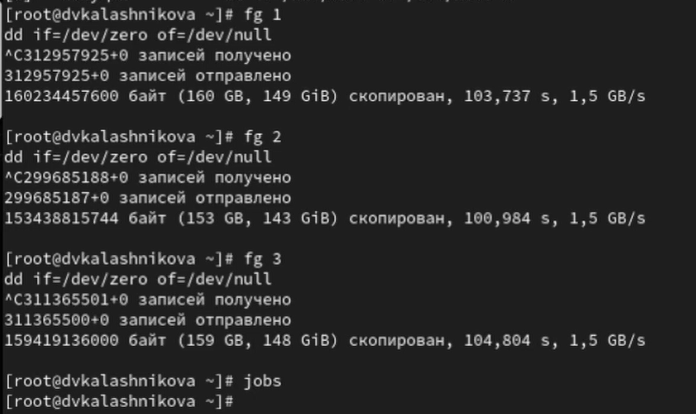 [root@dvkalashnikova ~]# fg 1
dd if=/dev/zero of=/dev/null
^C312957925+0 записей получено
312957925+0 записей отправлено
160234457600 байт (160 GB, 149 GiB) скопирован, 103,737 s, 1,5 GB/s
[root@dvkalashnikova ~]# fg 2
dd if=/dev/zero of=/dev/null
^C299685188+0 записей получено
299685187+0 записей отправлено
153438815744 байт (153 GB, 143 GiB) скопирован, 100,984 s, 1,5 GB/s
[root@dvkalashnikova ~]# fg 3
dd if=/dev/zero of=/dev/null
^C311365501+0 записей получено
311365500+0 записей отправлено
159419136000 байт (159 GB, 148 GiB) скопирован, 104,804 s, 1,5 GB/s
[root@dvkalashnikova ~]# jobs
[root@dvkalashnikova ~]#